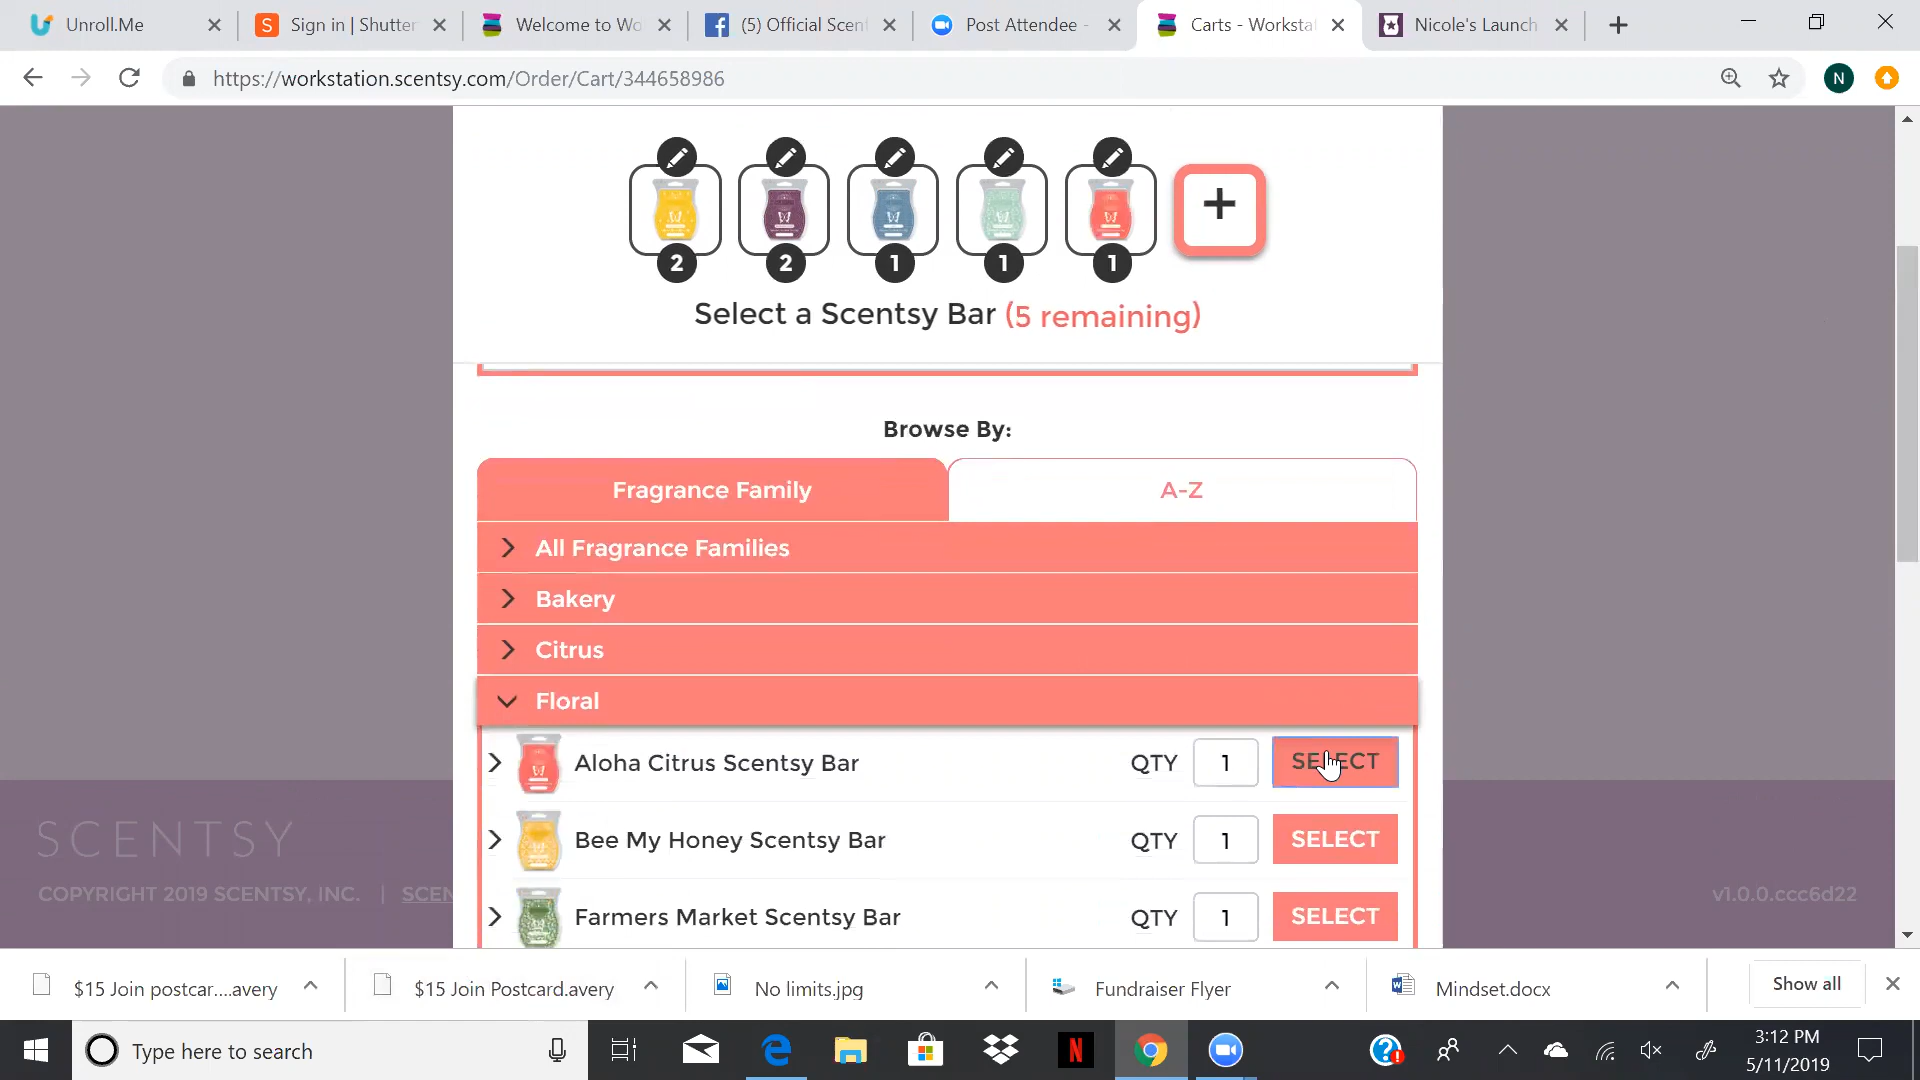 Unroll.Me
Sign in | Shutter
Welcome to Wo
(5) Official Scent
Post Attendee -
Carts - Workstat
Nicole's Launch
https://workstation.scentsy.com/Order/Cart/344658986
N
2
2
1
1
1
Select a Scentsy Bar (5 remaining)
Browse By:
Fragrance Family
A-Z
All Fragrance Families
Bakery
Citrus
Floral
Aloha Citrus Scentsy Bar QTY 1 SELECT
Bee My Honey Scentsy Bar QTY 1 SELECT
Farmers Market Scentsy Bar QTY 1 SELECT
SCENTSY
COPYRIGHT 2019 SCENTSY, INC. | SCEN
v1.0.0.ccc6d22
$15 Join postcar....avery
$15 Join Postcard.avery
No limits.jpg
Fundraiser Flyer
Mindset.docx
Show all
Type here to search
3:12 PM
5/11/2019